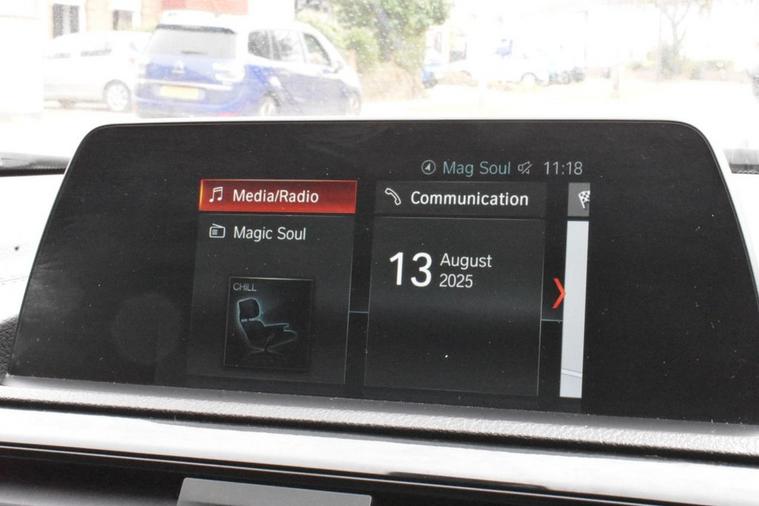 Mag Soul 11:18
Media/Radio
Communication
Magic Soul
CHILL
13 August
2025